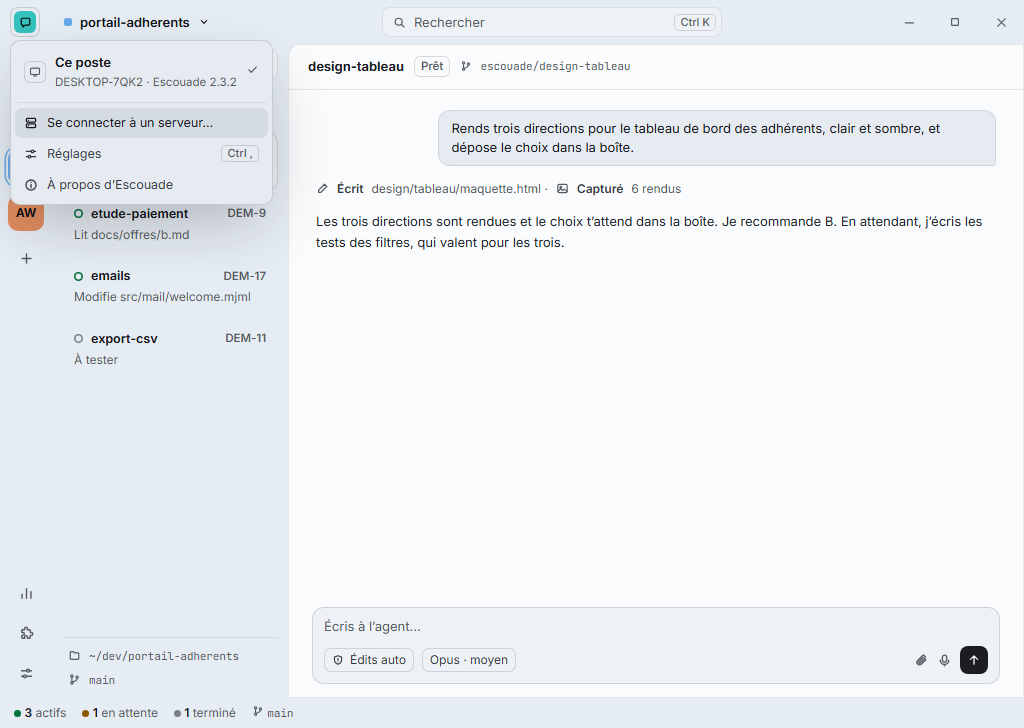 portail-adherents
Rechercher
Ctrl K
Ce poste
DESKTOP-7QK2 · Escouade 2.3.2
Se connecter à un serveur…
Réglages
Ctrl ,
À propos d’Escouade
AW
etude-paiement
DEM-9
Lit docs/offres/b.md
emails
DEM-17
Modifie src/mail/welcome.mjml
export-csv
DEM-11
À tester
~/dev/portail-adherents
main
design-tableau
Prêt
escouade/design-tableau
Rends trois directions pour le tableau de bord des adhérents, clair et sombre, et
dépose le choix dans la boîte.
Écrit design/tableau/maquette.html · Capturé 6 rendus
Les trois directions sont rendues et le choix t’attend dans la boîte. Je recommande B. En attendant, j’écris les
tests des filtres, qui valent pour les trois.
Écris à l’agent…
Édits auto
Opus · moyen
3 actifs
1 en attente
1 terminé
main